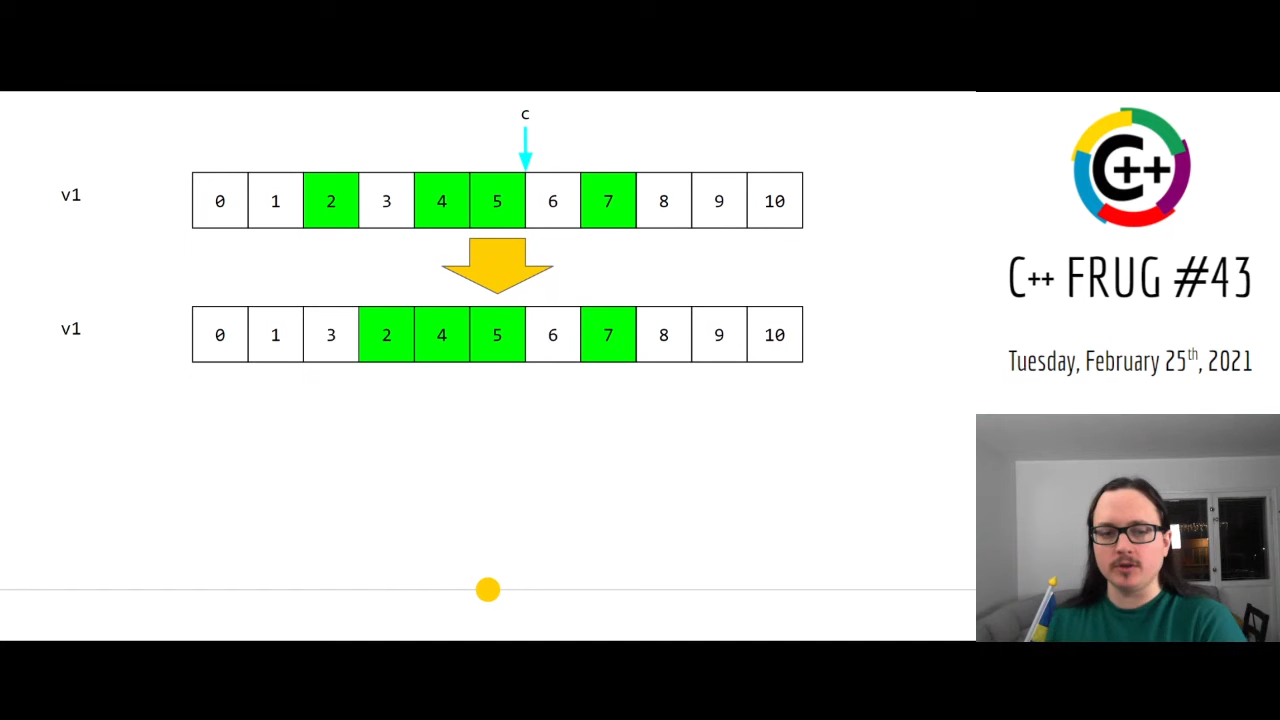 c
v1 0 1 2 3 4 5 6 7 8 9 10
v1 0 1 3 2 4 5 6 7 8 9 10
C++
C++ FRUG #43
Tuesday, February 25th, 2021